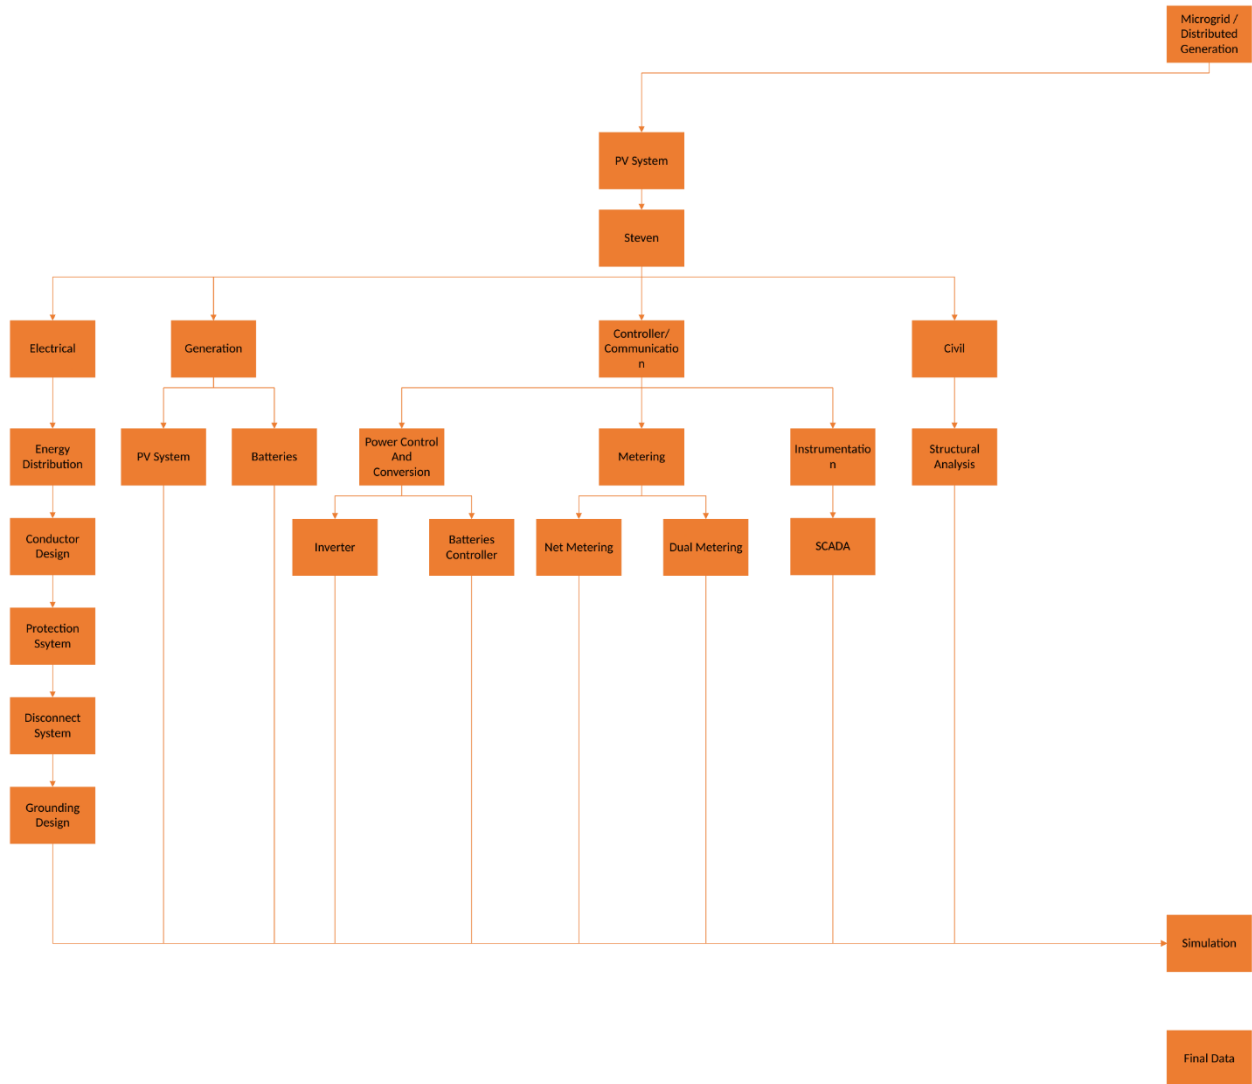 Microgrid /
Distributed
Generation
PV System
Steven
Electrical
Generation
Controller/
Communicatio
n
Civil
Energy
Distribution
PV System
Batteries
Power Control
And
Conversion
Metering
Instrumentatio
n
Structural
Analysis
Conductor
Design
Inverter
Batteries
Controller
Net Metering
Dual Metering
SCADA
Protection
Ssytem
Disconnect
System
Grounding
Design
Simulation
Final Data